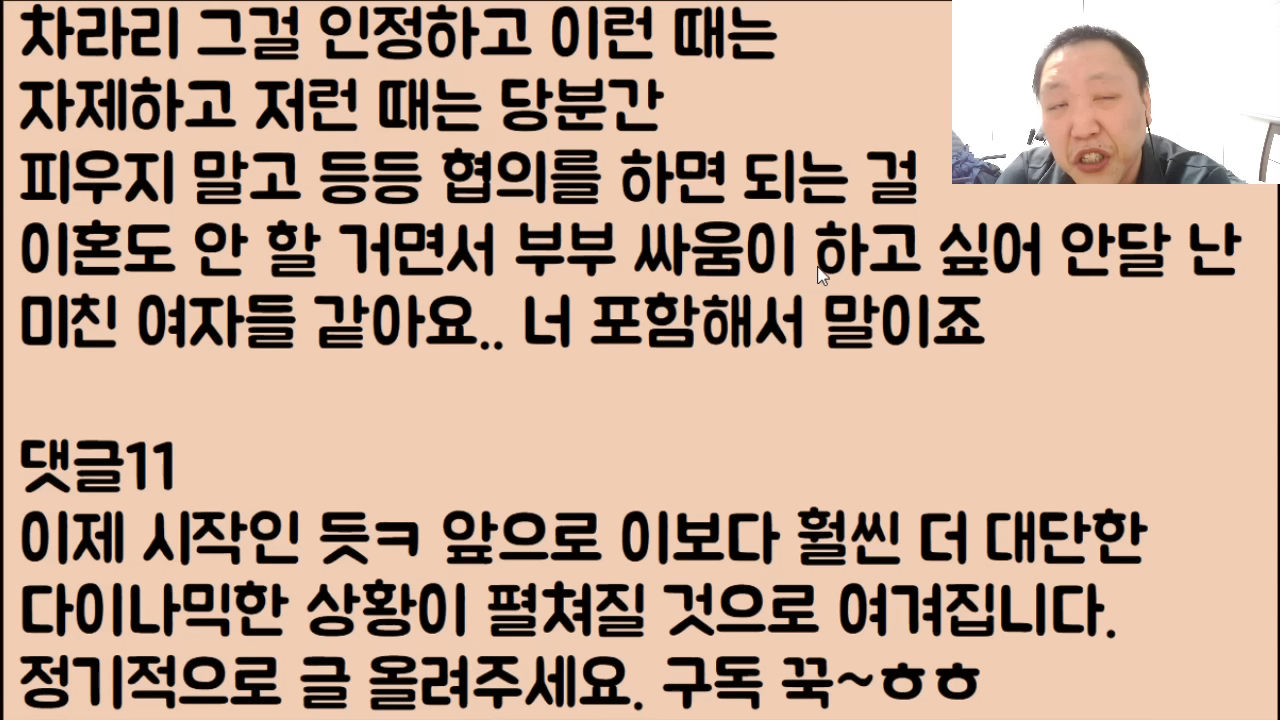 차라리 그걸 인정하고 이런 때는
자제하고 저런 때는 당분간
피우지 말고 등등 협의를 하면 되는 걸
이혼도 안 할 거면서 부부 싸움이 하고 싶어 안달 난
미친 여자들 같아요.. 너 포함해서 말이죠
댓글11
이제 시작인 듯ㅋ 앞으로 이보다 훨씬 더 대단한
다이나믹한 상황이 펼쳐질 것으로 여겨집니다.
정기적으로 글 올려주세요. 구독 꾹~ㅎㅎ